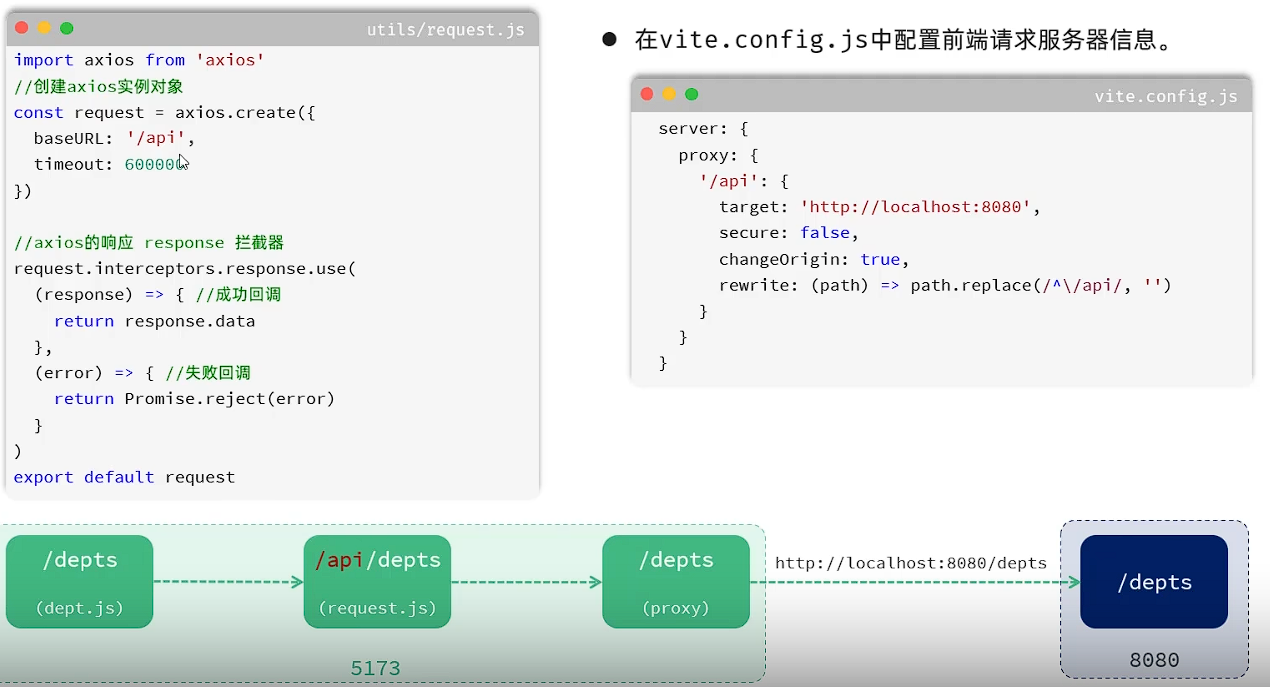 utils/request.js
import axios from 'axios'
//创建axios实例对象
const request = axios.create({
  baseURL: '/api',
  timeout: 600000
})
//axios的响应 response 拦截器
request.interceptors.response.use(
  (response) => { //成功回调
    return response.data
  },
  (error) => { //失败回调
    return Promise.reject(error)
  }
)
export default request
● 在vite.config.js中配置前端请求服务器信息。
vite.config.js
server: {
  proxy: {
    '/api': {
      target: 'http://localhost:8080',
      secure: false,
      changeOrigin: true,
      rewrite: (path) => path.replace(/^\/api/, '')
    }
  }
}
/depts
(dept.js)
/api/depts
(request.js)
/depts
(proxy)
5173
http://localhost:8080/depts
/depts
8080